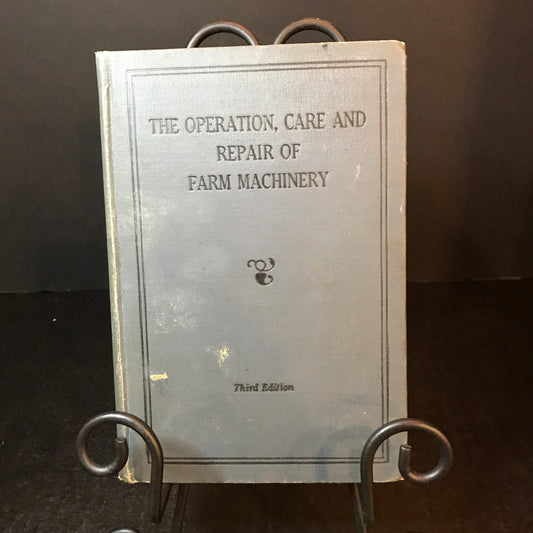 THE OPERATION, CARE AND
REPAIR OF
FARM MACHINERY
Third Edition